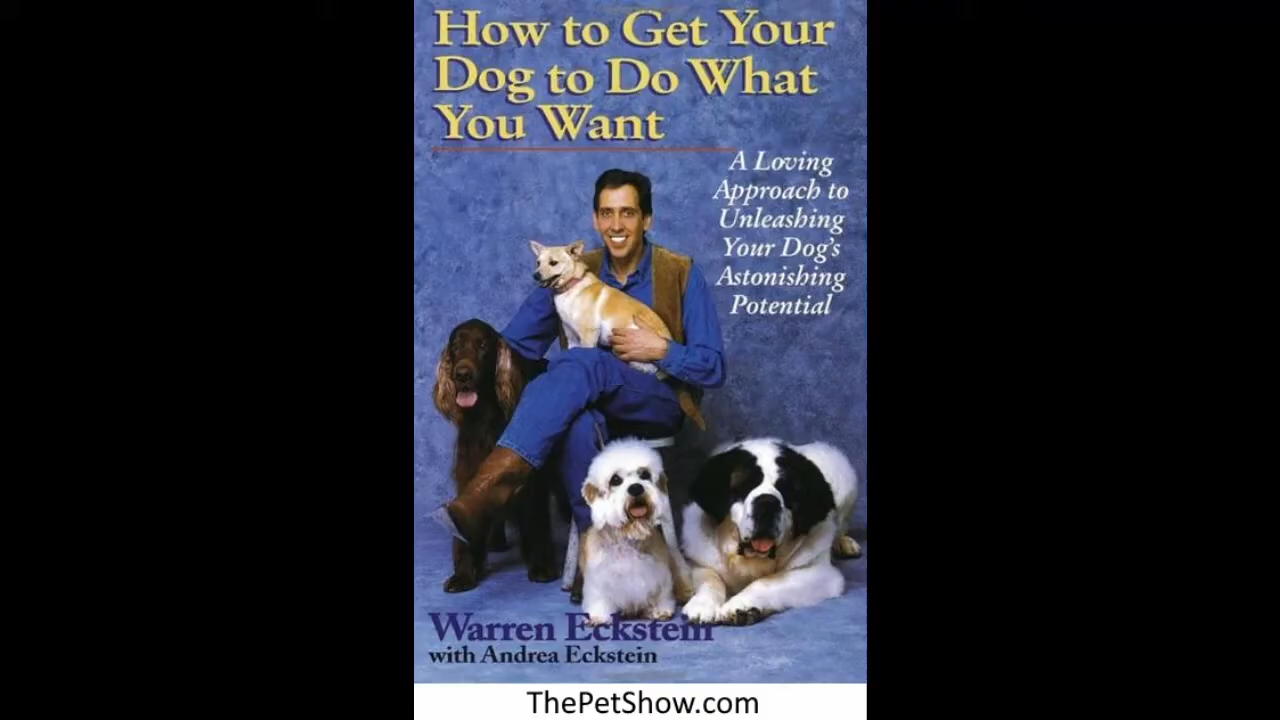 How to Get Your
Dog to Do What
You Want
A Loving
Approach to
Unleashing
Your Dog's
Astonishing
Potential
Warren Eckstein
with Andrea Eckstein
ThePetShow.com